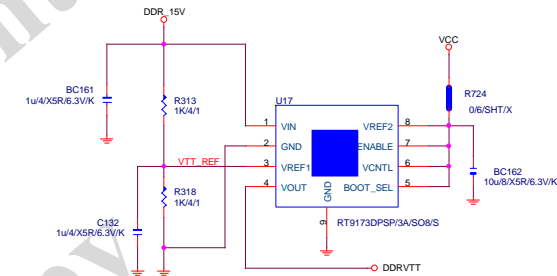 DDR_15V
VCC
BC161
1u/4/X5R/6.3V/K
R313
1K/4/1
U17
R724
0/6/SHT/X
1 VIN VREF2 8
2 GND ENABLE 7
VTT_REF 3 VREF1 VCNTL 6
4 VOUT BOOT_SEL 5
GND
9
BC162
10u/8/X5R/6.3V/K
R318
1K/4/1
C132
1u/4/X5R/6.3V/K
RT9173DPSP/3A/SO8/S
DDRVTT